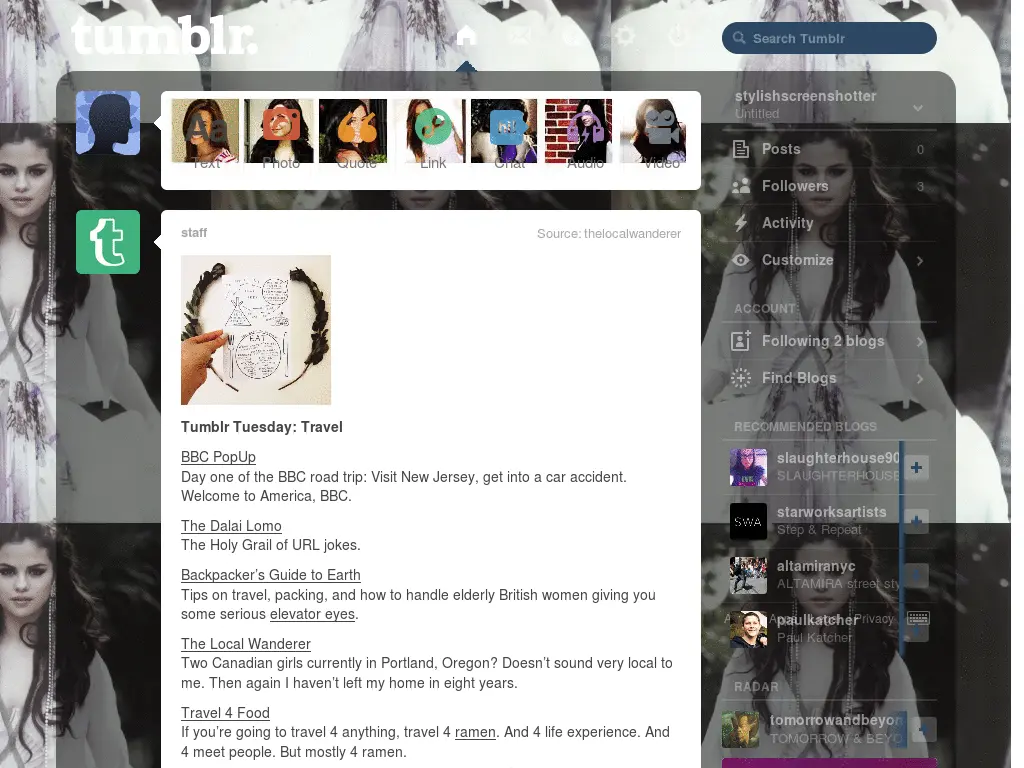 tumblr.
Search Tumblr
Aa
Text
Photo
Quote
Link
Chat
Audio
Video
stylishscreenshotter
Untitled
Posts 0
Followers 3
Activity
Customize
ACCOUNT
Following 2 blogs
Find Blogs
RECOMMENDED BLOGS
slaughterhouse90
SLAUGHTERHOUSE
starworksartists
Step & Repeat
SWA
altamiranyc
ALTAMIRA street sty
paulkatcher
Paul Katcher
Privacy
RADAR
tomorrowandbeyon
TOMORROW & BEYO
t
staff
Source: thelocalwanderer
EAT
Tumblr Tuesday: Travel
BBC PopUp
Day one of the BBC road trip: Visit New Jersey, get into a car accident.
Welcome to America, BBC.
The Dalai Lomo
The Holy Grail of URL jokes.
Backpacker’s Guide to Earth
Tips on travel, packing, and how to handle elderly British women giving you
some serious elevator eyes.
The Local Wanderer
Two Canadian girls currently in Portland, Oregon? Doesn’t sound very local to
me. Then again I haven’t left my home in eight years.
Travel 4 Food
If you’re going to travel 4 anything, travel 4 ramen. And 4 life experience. And
4 meet people. But mostly 4 ramen.